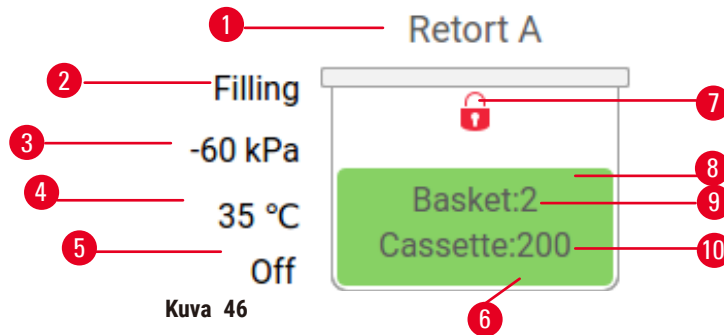 1 Retort A
2 Filling
3 -60 kPa
4 35 °C
5 Off
7
8
Basket:2 9
Cassette:200 10
6
Kuva 46